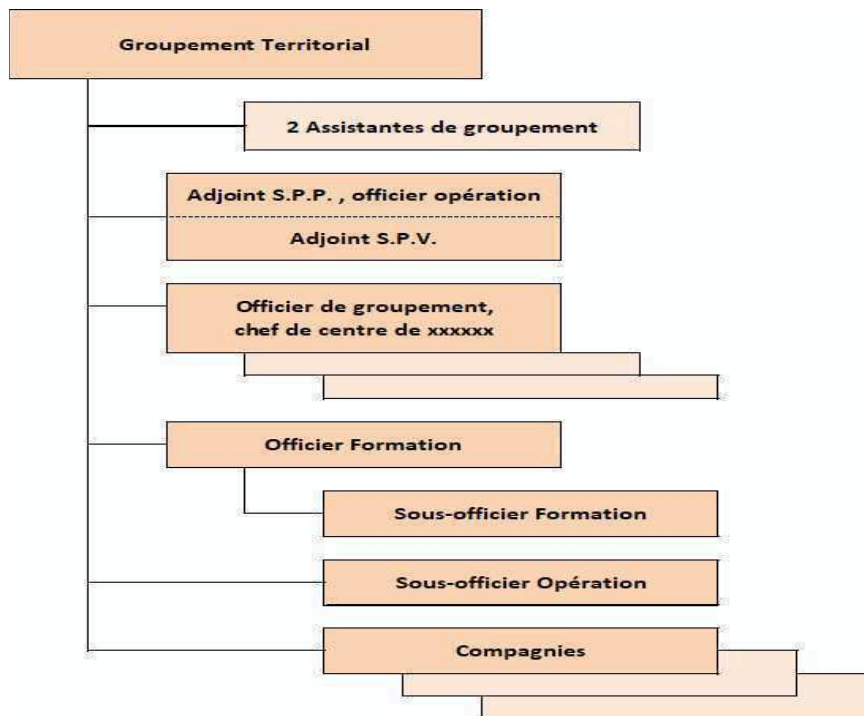 Groupement Territorial
2 Assistantes de groupement
Adjoint S.P.P. , officier opération
Adjoint S.P.V.
Officier de groupement,
chef de centre de xxxxxx
Officier Formation
Sous-officier Formation
Sous-officier Opération
Compagnies